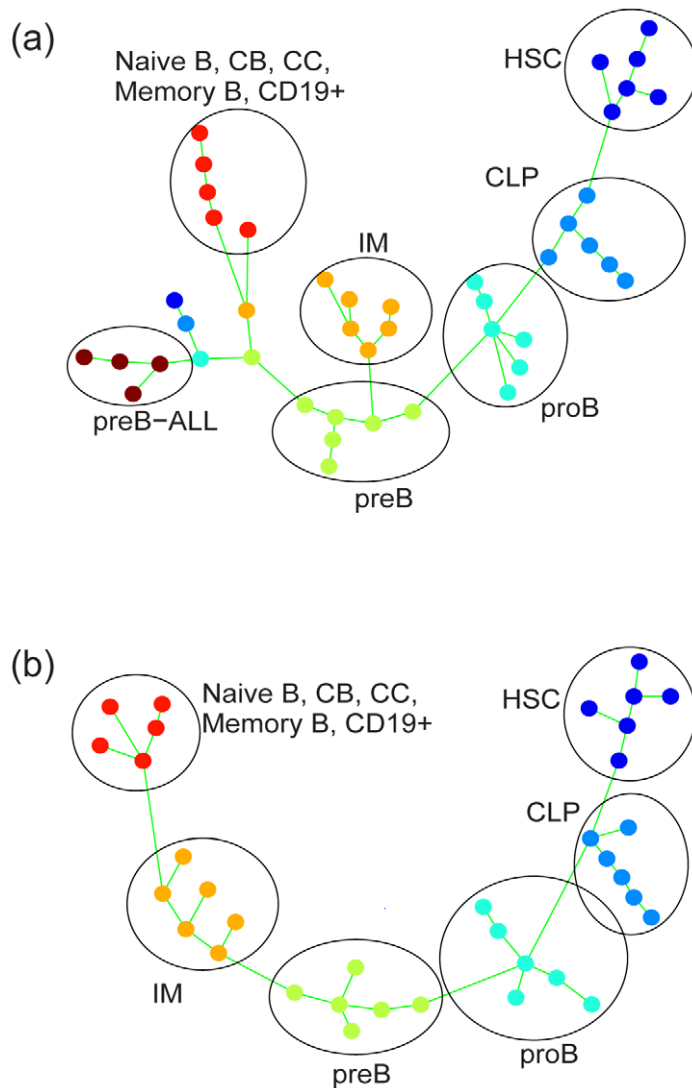 (a)
Naive B, CB, CC,
Memory B, CD19+
HSC
CLP
IM
proB
preB−ALL
preB
(b)
Naive B, CB, CC,
Memory B, CD19+
HSC
CLP
IM
proB
preB